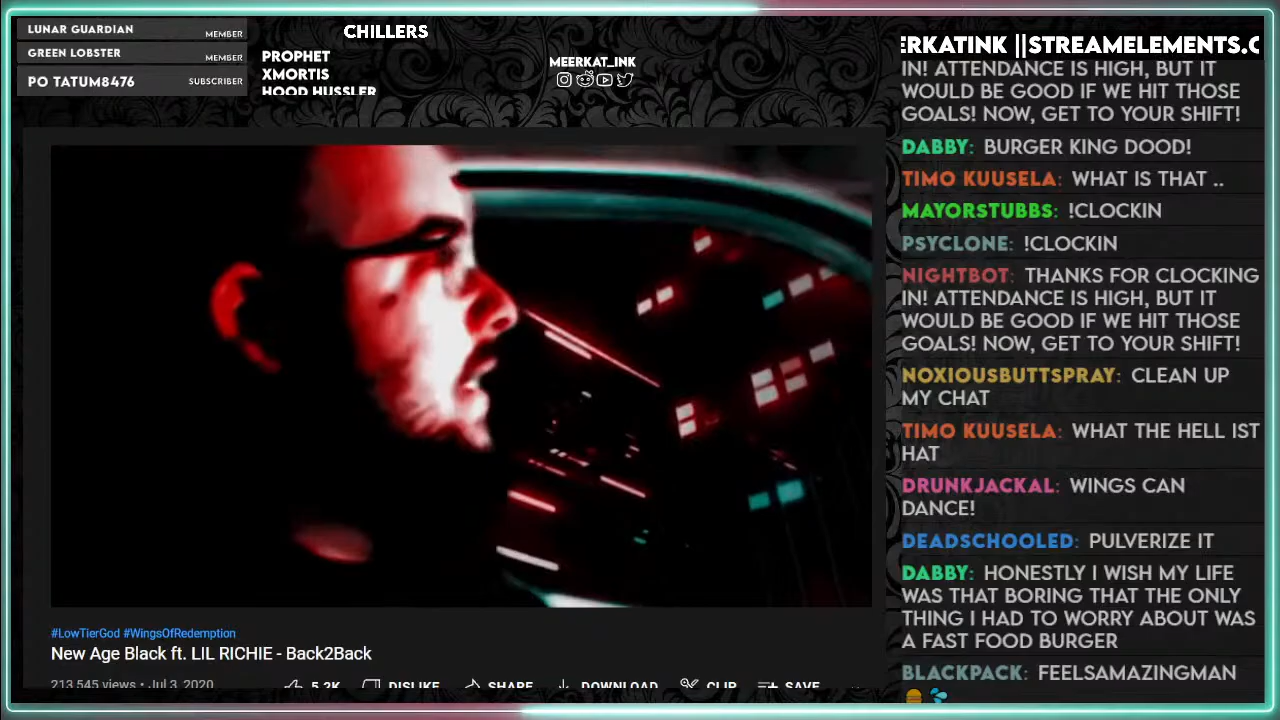 LUNAR GUARDIAN MEMBER
GREEN LOBSTER MEMBER
PO TATUM8476 SUBSCRIBER
CHILLERS
PROPHET
XMORTIS
HOOD HUSSLER
MEERKAT_INK
#LowTierGod #WingsOfRedemption
New Age Black ft. LIL RICHIE - Back2Back
213,545 views • Jul 3, 2020 5.2K DISLIKE SHARE DOWNLOAD CLIP SAVE
ERKATINK ||STREAMELEMENTS.C
IN! ATTENDANCE IS HIGH, BUT IT
WOULD BE GOOD IF WE HIT THOSE
GOALS! NOW, GET TO YOUR SHIFT!
DABBY: BURGER KING DOOD!
TIMO KUUSELA: WHAT IS THAT ..
MAYORSTUBBS: !CLOCKIN
PSYCLONE: !CLOCKIN
NIGHTBOT: THANKS FOR CLOCKING
IN! ATTENDANCE IS HIGH, BUT IT
WOULD BE GOOD IF WE HIT THOSE
GOALS! NOW, GET TO YOUR SHIFT!
NOXIOUSBUTTSPRAY: CLEAN UP
MY CHAT
TIMO KUUSELA: WHAT THE HELL IST
HAT
DRUNKJACKAL: WINGS CAN
DANCE!
DEADSCHOOLED: PULVERIZE IT
DABBY: HONESTLY I WISH MY LIFE
WAS THAT BORING THAT THE ONLY
THING I HAD TO WORRY ABOUT WAS
A FAST FOOD BURGER
BLACKPACK: FEELSAMAZINGMAN